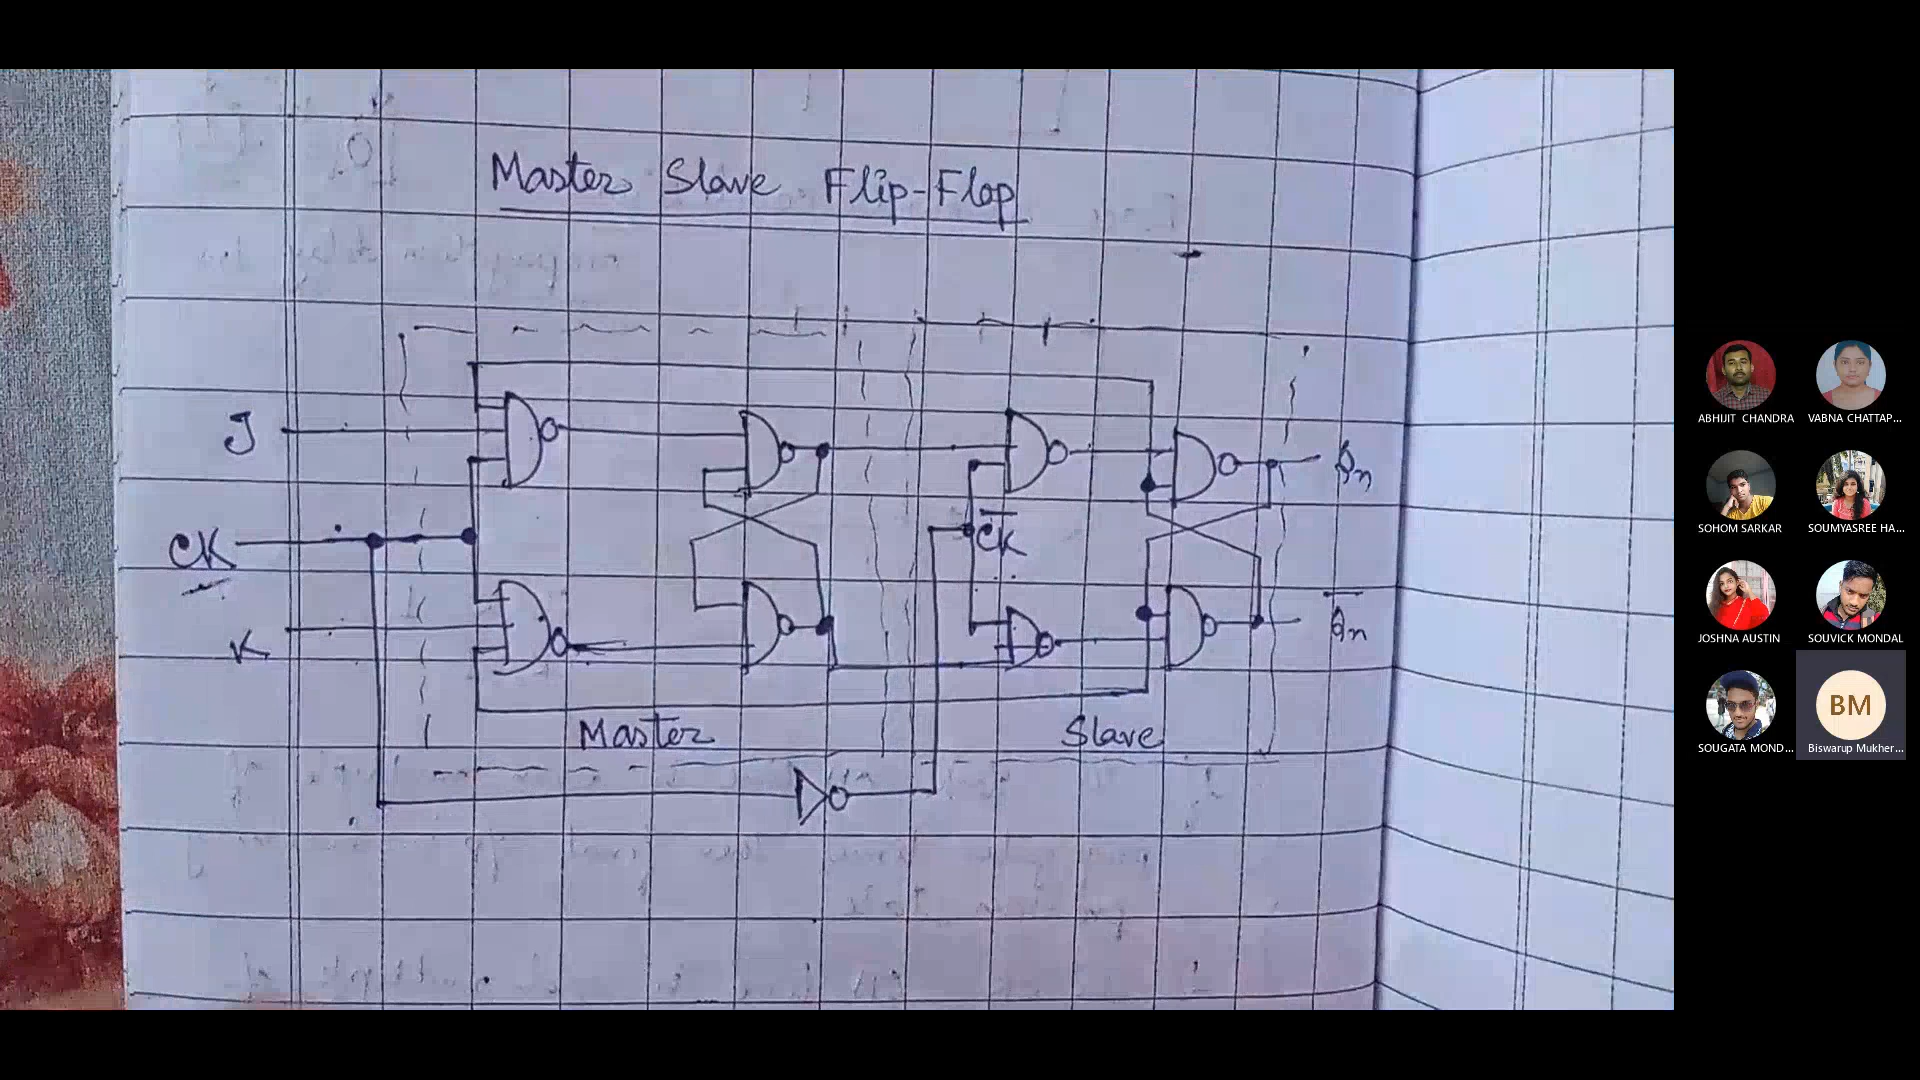 Master Slave Flip-Flop
J
CK
K
C̅K̅
Qn
Q̅n
Master
Slave
ABHIJIT CHANDRA
VABNA CHATTAP...
SOHOM SARKAR
SOUMYASREE HA...
JOSHNA AUSTIN
SOUVICK MONDAL
SOUGATA MOND...
BM
Biswarup Mukher...